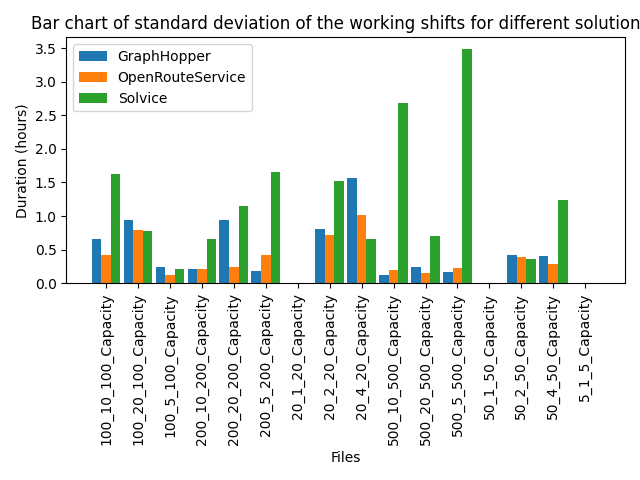 Bar chart of standard deviation of the working shifts for different solution
GraphHopper
OpenRouteService
Solvice
Duration (hours)
3.5
3.0
2.5
2.0
1.5
1.0
0.5
0.0
100_10_100_Capacity
100_20_100_Capacity
100_5_100_Capacity
200_10_200_Capacity
200_20_200_Capacity
200_5_200_Capacity
20_1_20_Capacity
20_2_20_Capacity
20_4_20_Capacity
500_10_500_Capacity
500_20_500_Capacity
500_5_500_Capacity
50_1_50_Capacity
50_2_50_Capacity
50_4_50_Capacity
5_1_5_Capacity
Files